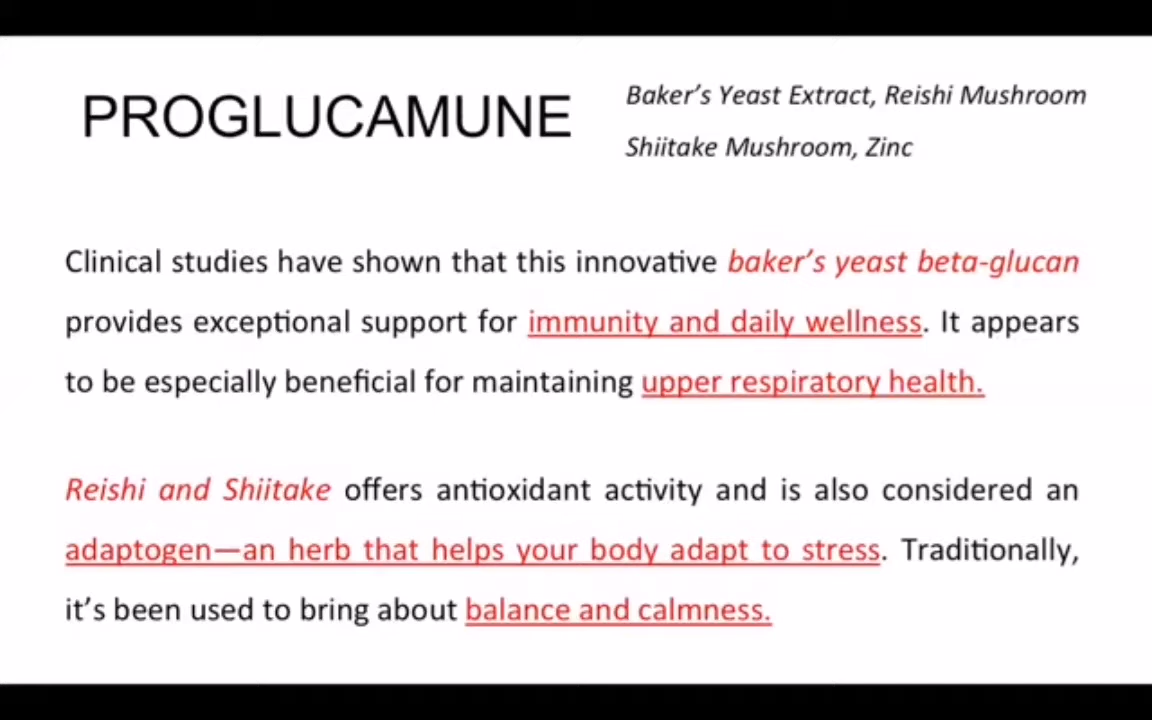 PROGLUCAMUNE
Baker's Yeast Extract, Reishi Mushroom
Shiitake Mushroom, Zinc
Clinical studies have shown that this innovative baker's yeast beta-glucan
provides exceptional support for immunity and daily wellness. It appears
to be especially beneficial for maintaining upper respiratory health.
Reishi and Shiitake offers antioxidant activity and is also considered an
adaptogen—an herb that helps your body adapt to stress. Traditionally,
it's been used to bring about balance and calmness.